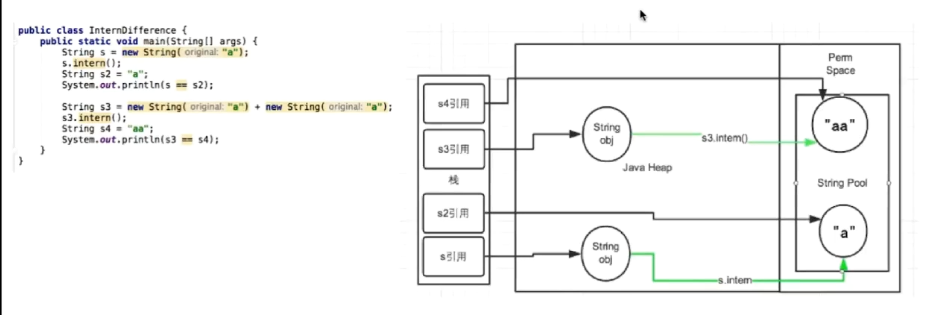 public class InternDifference {
public static void main(String[] args) {
String s = new String( original: "a");
s.intern();
String s2 = "a";
System.out.println(s == s2);
String s3 = new String( original: "a") + new String( original: "a");
s3.intern();
String s4 = "aa";
System.out.println(s3 == s4);
}
}
Perm
Space
s4引用
"aa"
String
obj
s3.intern()
s3引用
Java Heap
栈
String Pool
s2引用
"a"
String
obj
s引用
s.intern